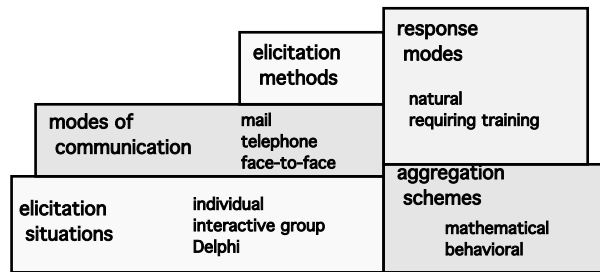 response
modes
natural
requiring training
elicitation
methods
modes of
communication
mail
telephone
face-to-face
aggregation
schemes
mathematical
behavioral
elicitation
situations
individual
interactive group
Delphi